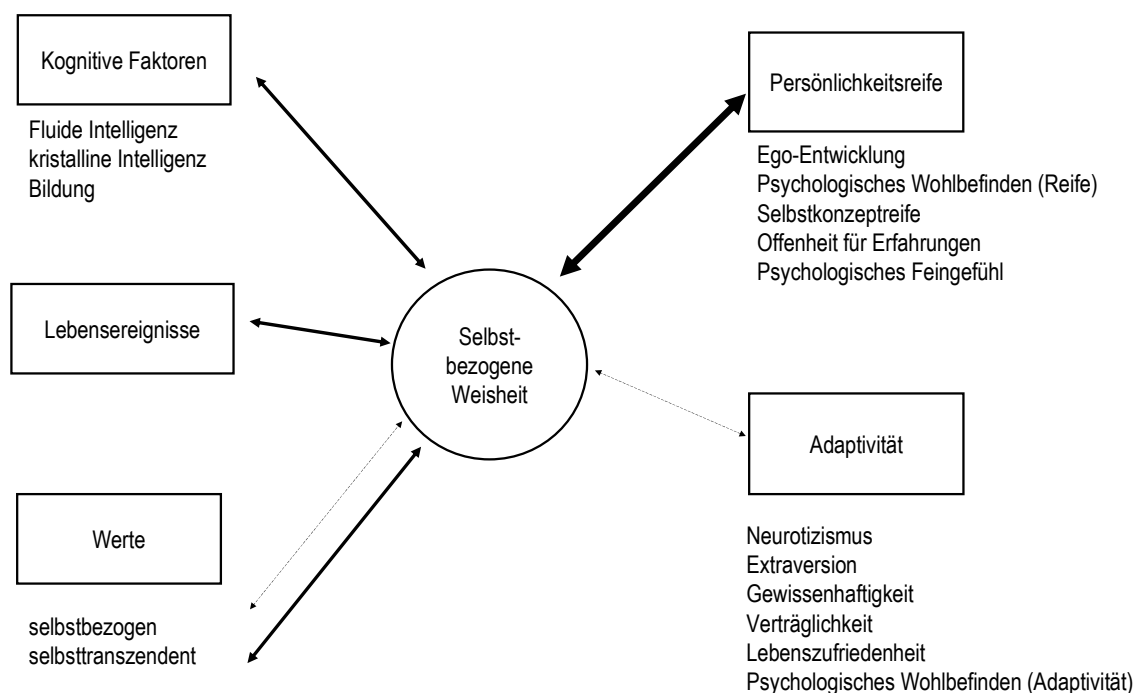 Kognitive Faktoren
Fluide Intelligenz
kristalline Intelligenz
Bildung
Lebensereignisse
Werte
selbstbezogen
selbsttranszendent
Selbst-
bezogene
Weisheit
Persönlichkeitsreife
Ego-Entwicklung
Psychologisches Wohlbefinden (Reife)
Selbstkonzeptreife
Offenheit für Erfahrungen
Psychologisches Feingefühl
Adaptivität
Neurotizismus
Extraversion
Gewissenhaftigkeit
Verträglichkeit
Lebenszufriedenheit
Psychologisches Wohlbefinden (Adaptivität)